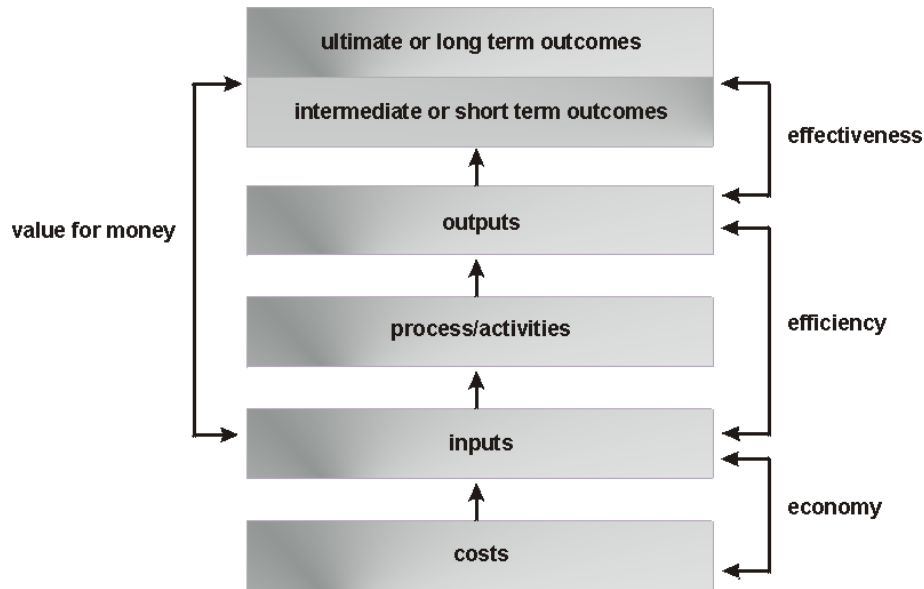 ultimate or long term outcomes
intermediate or short term outcomes
effectiveness
outputs
value for money
process/activities
efficiency
inputs
economy
costs